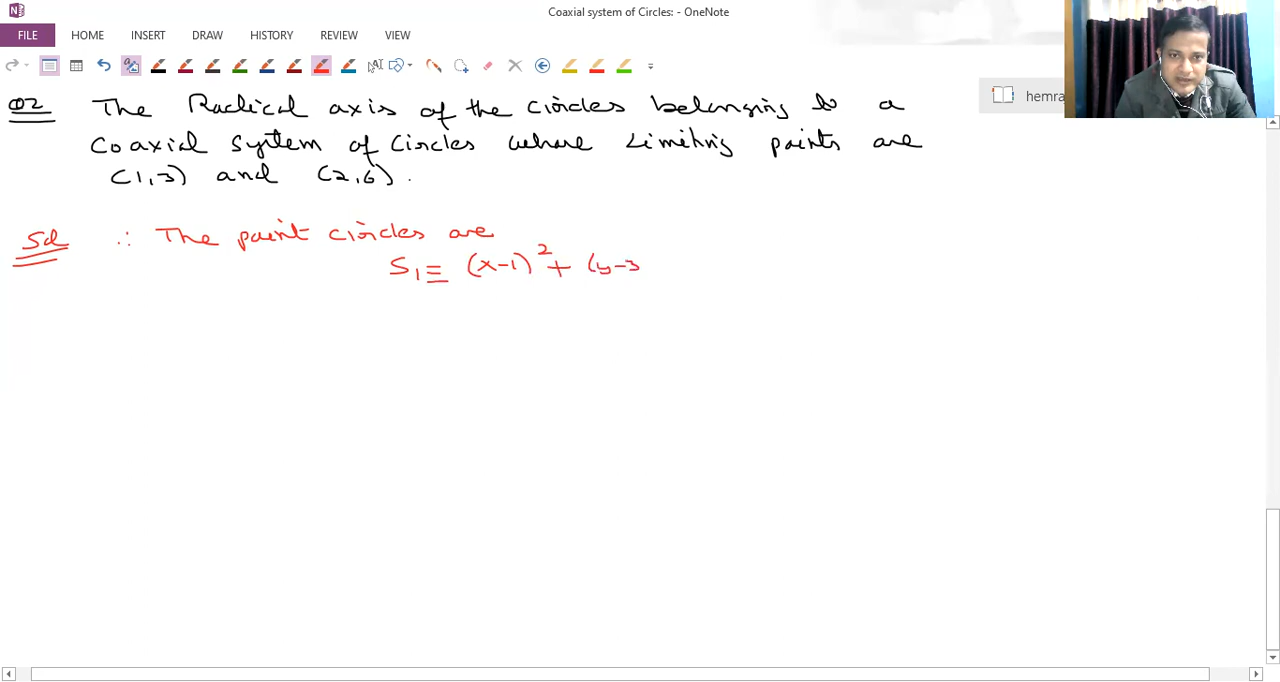 Coaxial system of Circles: - OneNote
FILE HOME INSERT DRAW HISTORY REVIEW VIEW
hemra
Q2 The Radical axis of the circles belonging to a
Coaxial system of Circles whose Limiting points are
(1,3) and (2,6).
Sol ∴ The point circles are
S₁ ≡ (x-1)² + (y-3